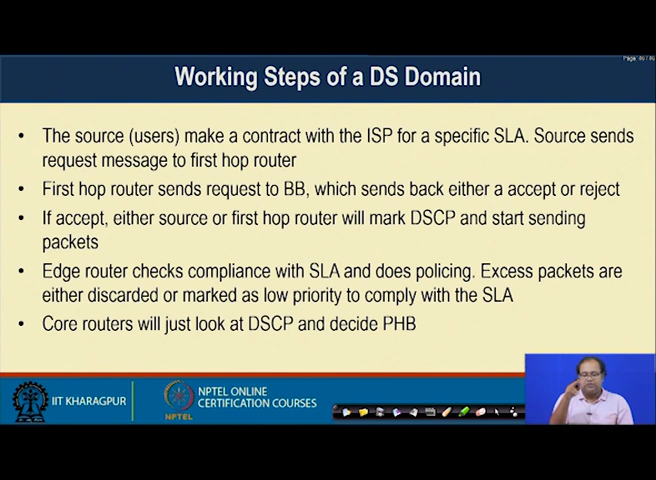 Page 86/86
Working Steps of a DS Domain
• The source (users) make a contract with the ISP for a specific SLA. Source sends
request message to first hop router
• First hop router sends request to BB, which sends back either a accept or reject
• If accept, either source or first hop router will mark DSCP and start sending
packets
• Edge router checks compliance with SLA and does policing. Excess packets are
either discarded or marked as low priority to comply with the SLA
• Core routers will just look at DSCP and decide PHB
IIT KHARAGPUR
NPTEL
NPTEL ONLINE
CERTIFICATION COURSES